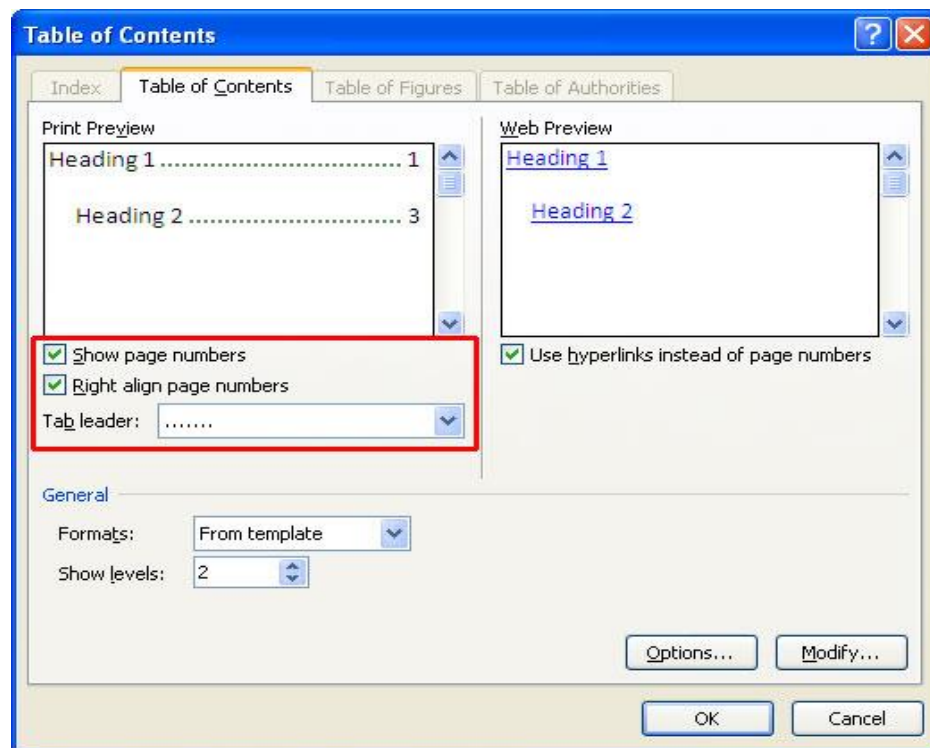 Table of Contents
Index Table of Contents Table of Figures Table of Authorities
Print Preview
Heading 1 ................................. 1
Heading 2 ............................. 3
Web Preview
Heading 1
Heading 2
Show page numbers
Right align page numbers
Tab leader: .......
Use hyperlinks instead of page numbers
General
Formats: From template
Show levels: 2
Options... Modify...
OK Cancel